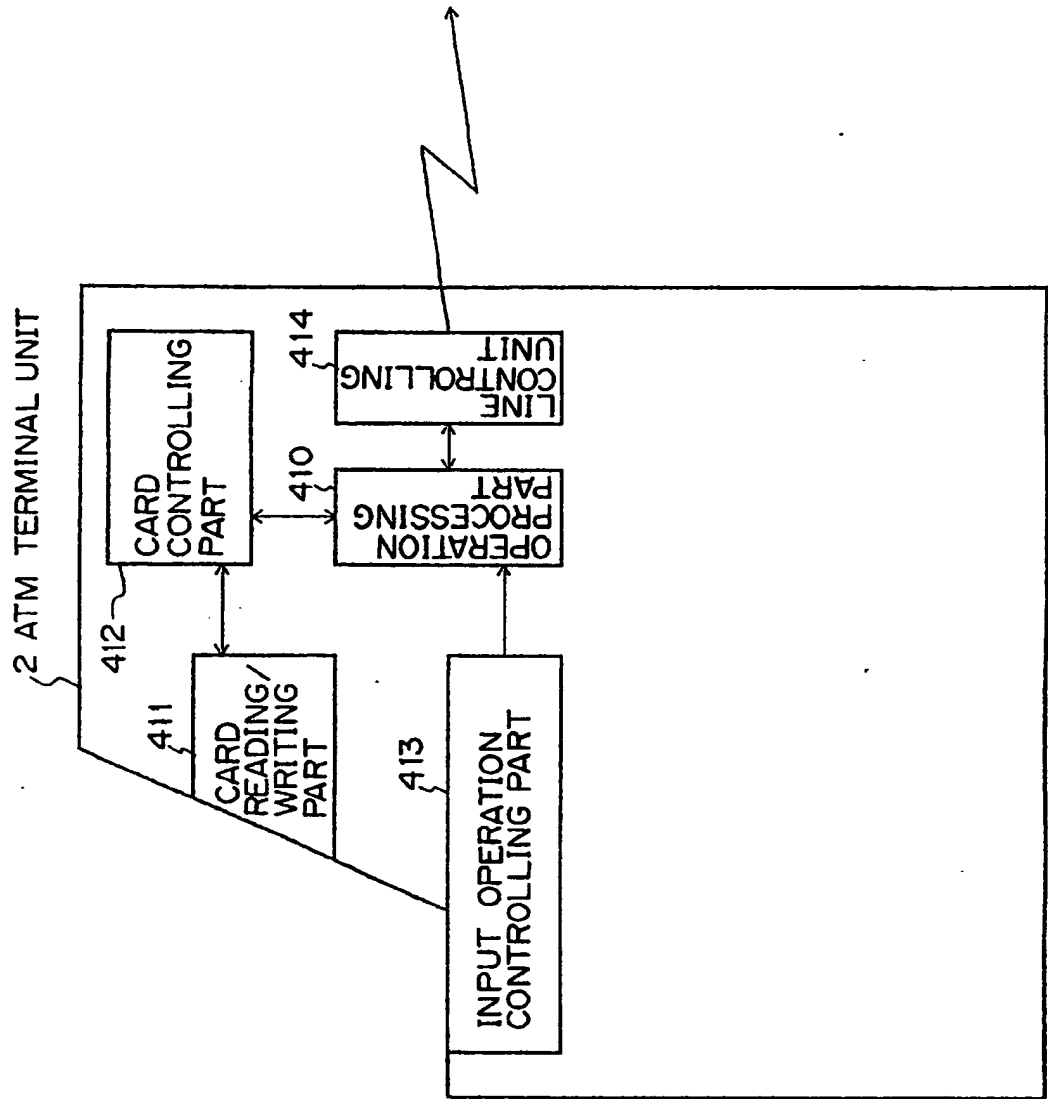 2 ATM TERMINAL UNIT
412
CARD
CONTROLLING
PART
411
CARD
READING/
WRITING
PART
414
LINE
CONTROLLING
UNIT
410
OPERATION
PROCESSING
PART
413
INPUT OPERATION
CONTROLLING PART